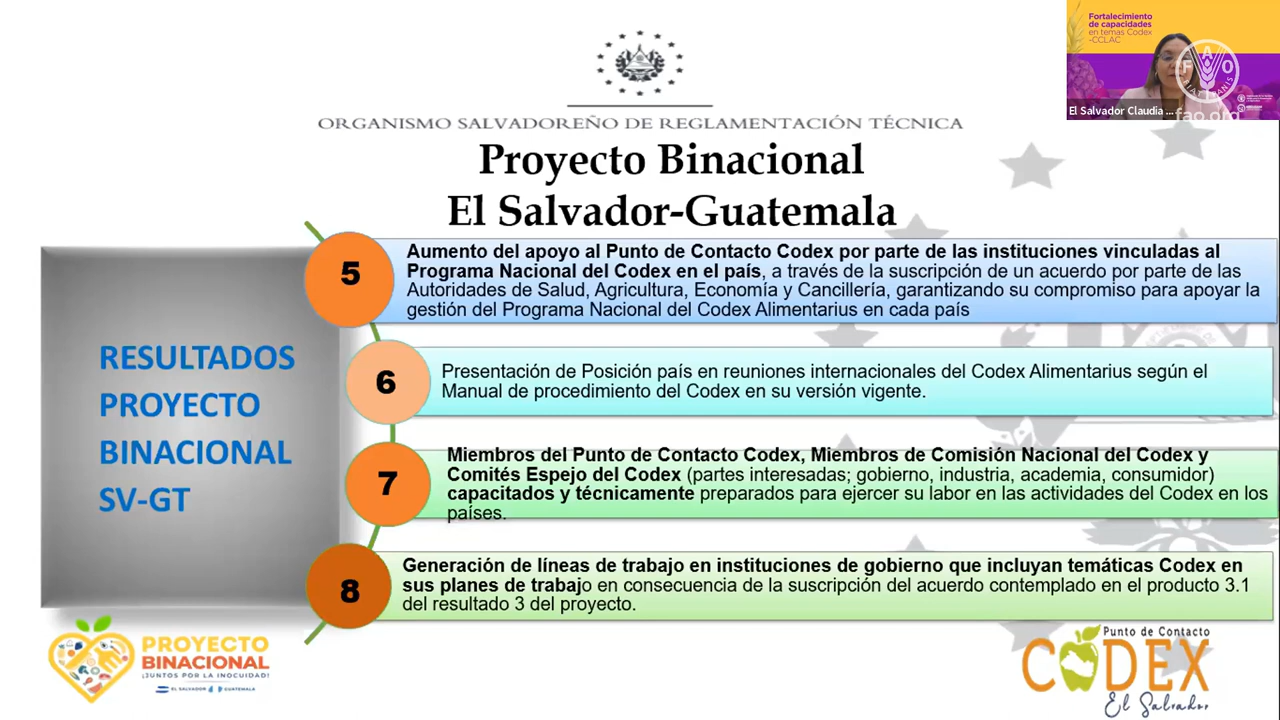 Fortalecimiento
de capacidades
en temas Codex
-CCLAC
FAO
fao.org
El Salvador Claudia ...
ORGANISMO SALVADOREÑO DE REGLAMENTACIÓN TÉCNICA
Proyecto Binacional
El Salvador-Guatemala
RESULTADOS
PROYECTO
BINACIONAL
SV-GT
5
Aumento del apoyo al Punto de Contacto Codex por parte de las instituciones vinculadas al
Programa Nacional del Codex en el país, a través de la suscripción de un acuerdo por parte de las
Autoridades de Salud, Agricultura, Economía y Cancillería, garantizando su compromiso para apoyar la
gestión del Programa Nacional del Codex Alimentarius en cada país
6
Presentación de Posición país en reuniones internacionales del Codex Alimentarius según el
Manual de procedimiento del Codex en su versión vigente.
7
Miembros del Punto de Contacto Codex, Miembros de Comisión Nacional del Codex y
Comités Espejo del Codex (partes interesadas; gobierno, industria, academia, consumidor)
capacitados y técnicamente preparados para ejercer su labor en las actividades del Codex en los
países.
8
Generación de líneas de trabajo en instituciones de gobierno que incluyan temáticas Codex en
sus planes de trabajo en consecuencia de la suscripción del acuerdo contemplado en el producto 3.1
del resultado 3 del proyecto.
PROYECTO
BINACIONAL
¡JUNTOS POR LA INOCUIDAD!
EL SALVADOR GUATEMALA
Punto de Contacto
CODEX
El Salvador